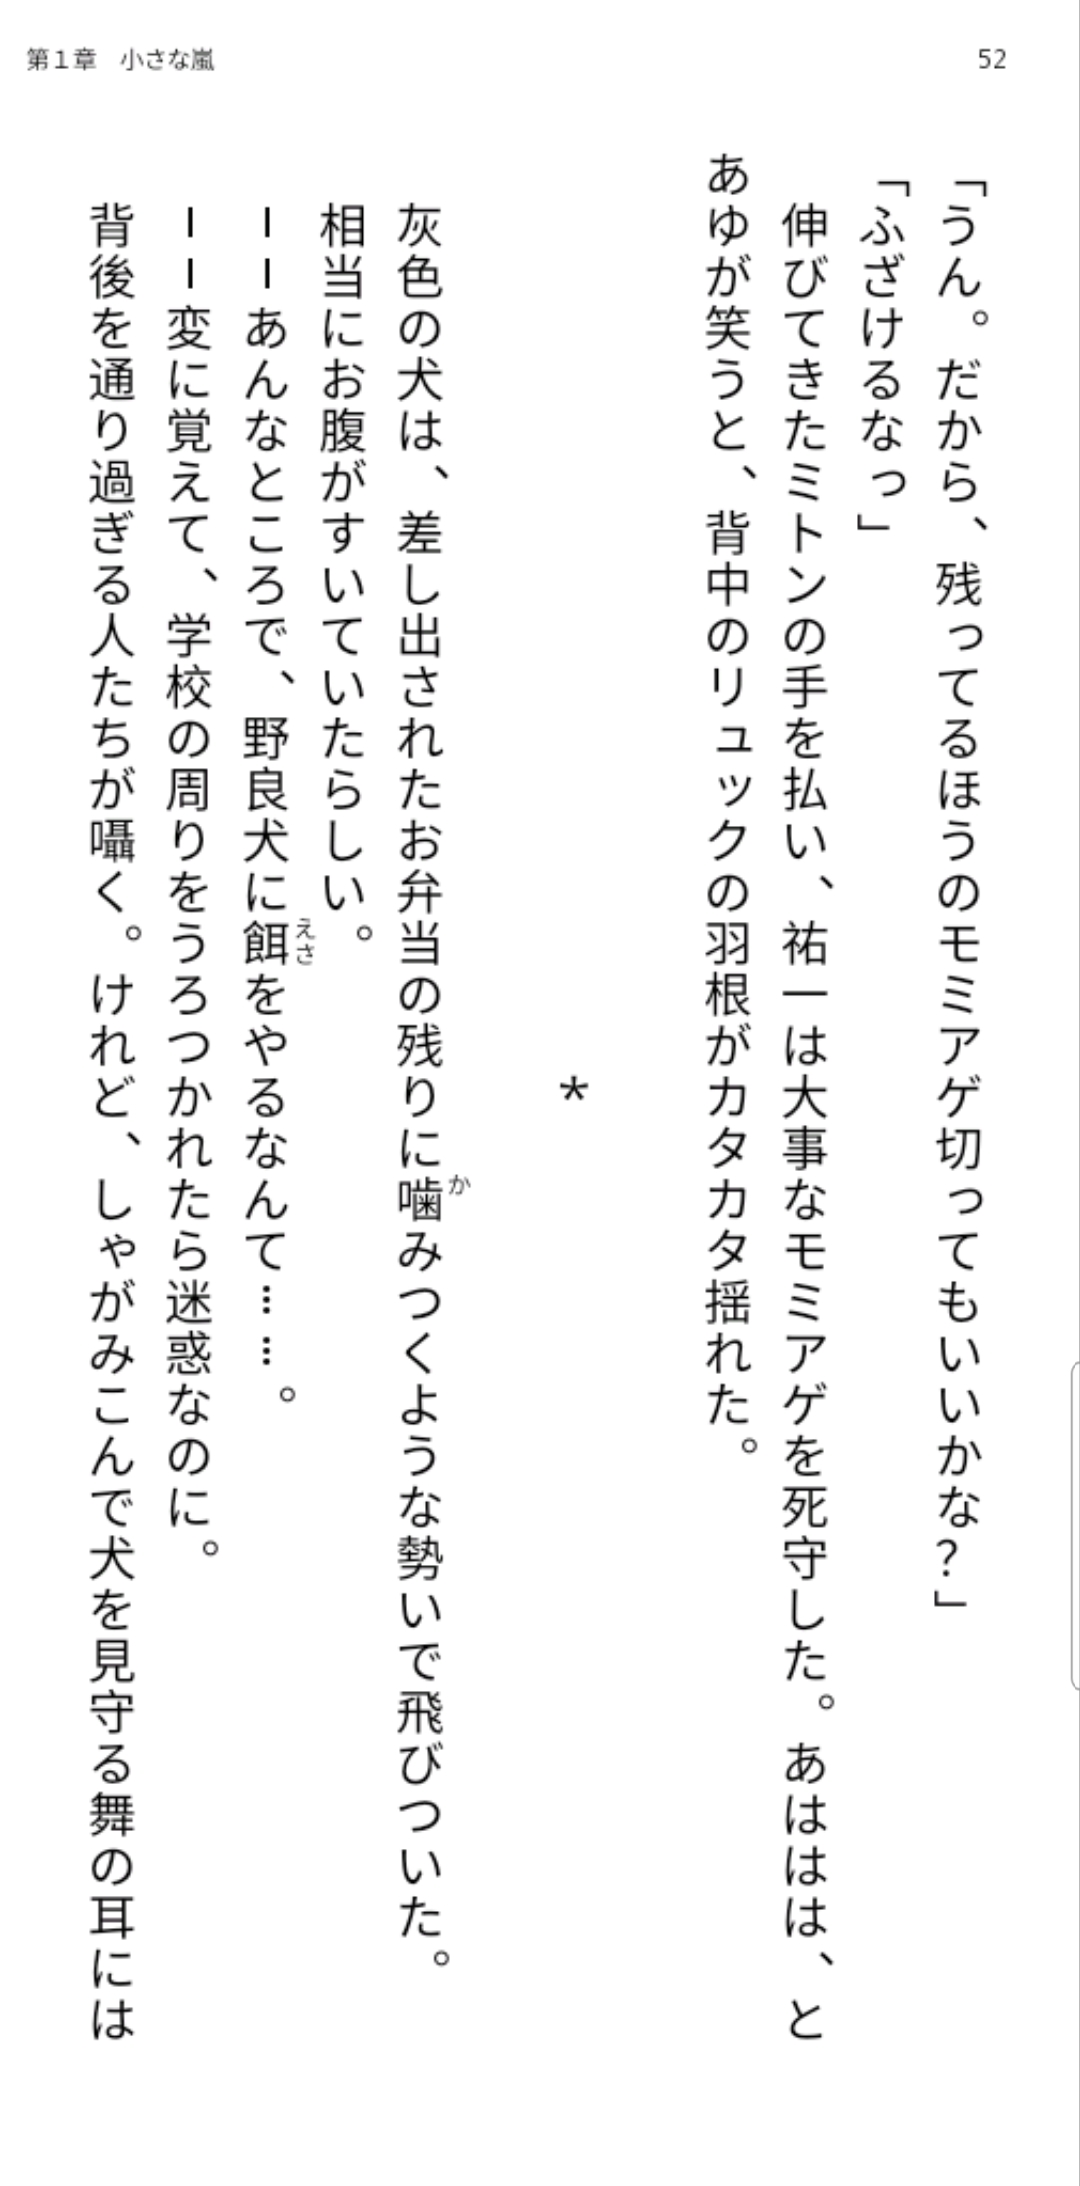 第１章　小さな嵐
52
「うん。だから、残ってるほうのモミアゲ切ってもいいかな？」
「ふざけるなっ」
　伸びてきたミトンの手を払い、祐一は大事なモミアゲを死守した。あははは、と
あゆが笑うと、背中のリュックの羽根がカタカタ揺れた。
＊
　灰色の犬は、差し出されたお弁当の残りに噛みつくような勢いで飛びついた。
　相当にお腹がすいていたらしい。
　――あんなところで、野良犬に餌をやるなんて……。
　――変に覚えて、学校の周りをうろつかれたら迷惑なのに。
　背後を通り過ぎる人たちが囁く。けれど、しゃがみこんで犬を見守る舞の耳には
えさ
か